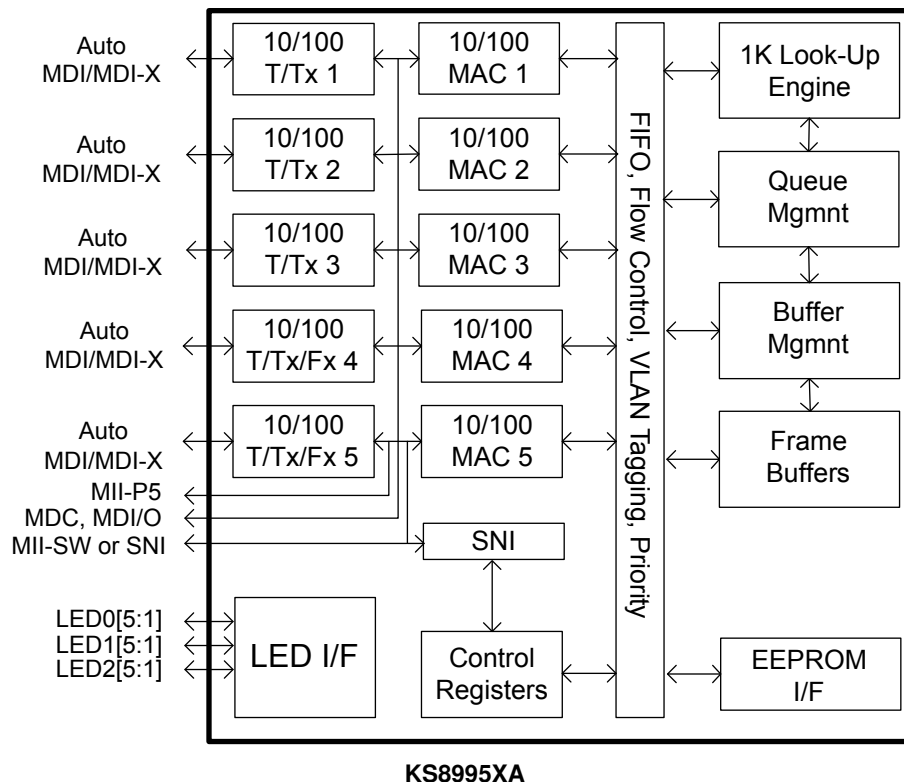 Auto
MDI/MDI-X
10/100
T/Tx 1
10/100
MAC 1
1K Look-Up
Engine
Auto
MDI/MDI-X
10/100
T/Tx 2
10/100
MAC 2
Queue
Mgmnt
Auto
MDI/MDI-X
10/100
T/Tx 3
10/100
MAC 3
Auto
MDI/MDI-X
10/100
T/Tx/Fx 4
10/100
MAC 4
Buffer
Mgmnt
Auto
MDI/MDI-X
10/100
T/Tx/Fx 5
10/100
MAC 5
Frame
Buffers
FIFO, Flow Control, VLAN Tagging, Priority
MII-P5
MDC, MDI/O
MII-SW or SNI
SNI
LED0[5:1]
LED1[5:1]
LED2[5:1]
LED I/F
Control
Registers
EEPROM
I/F
KS8995XA